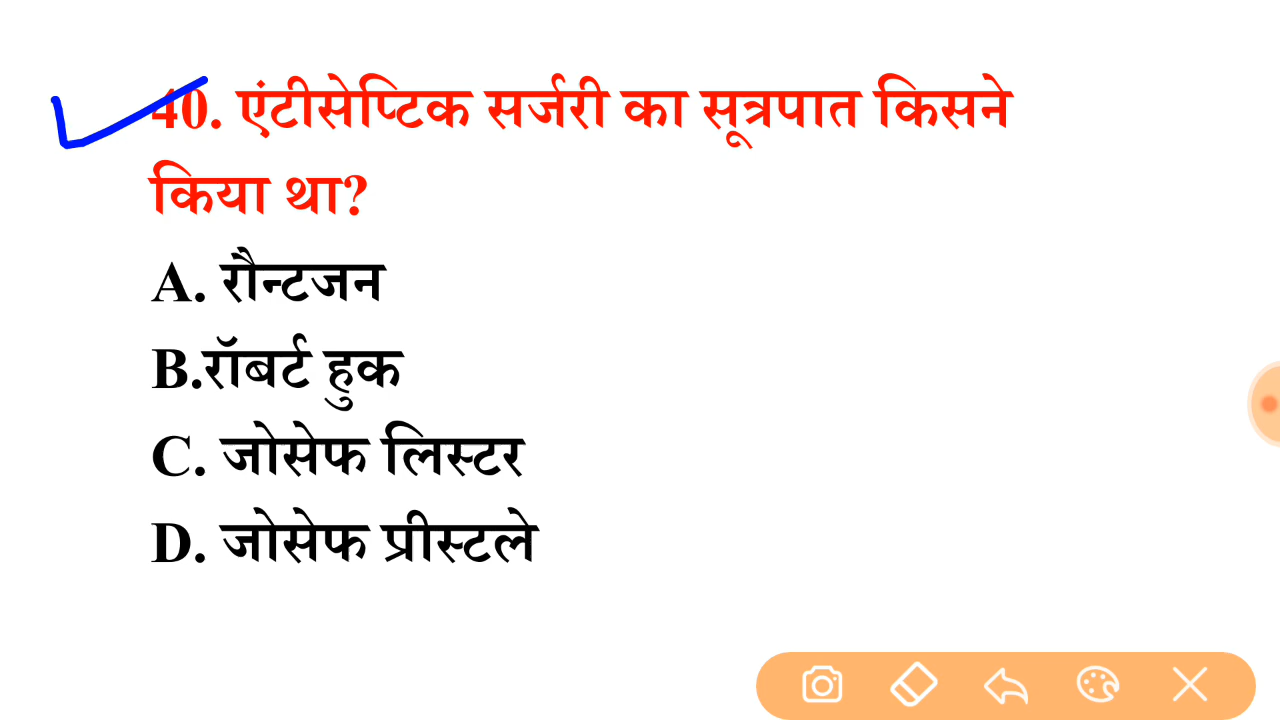 40. एंटीसेप्टिक सर्जरी का सूत्रपात किसने
किया था?
A. रौन्टजन
B.रॉबर्ट हुक
C. जोसेफ लिस्टर
D. जोसेफ प्रीस्टले